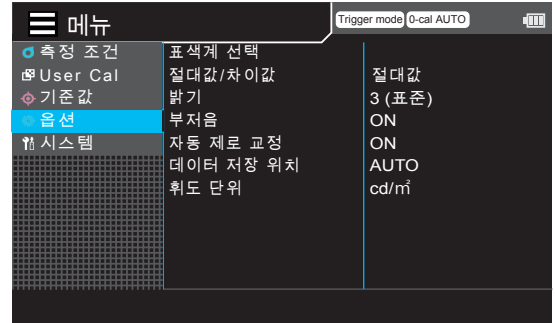 메뉴
Trigger mode 0-cal AUTO
측정 조건 표색계 선택
User Cal 절대값/차이값 절대값
기준값 밝기 3 (표준)
옵션 부저음 ON
시스템 자동 제로 교정 ON
데이터 저장 위치 AUTO
휘도 단위 cd/㎡